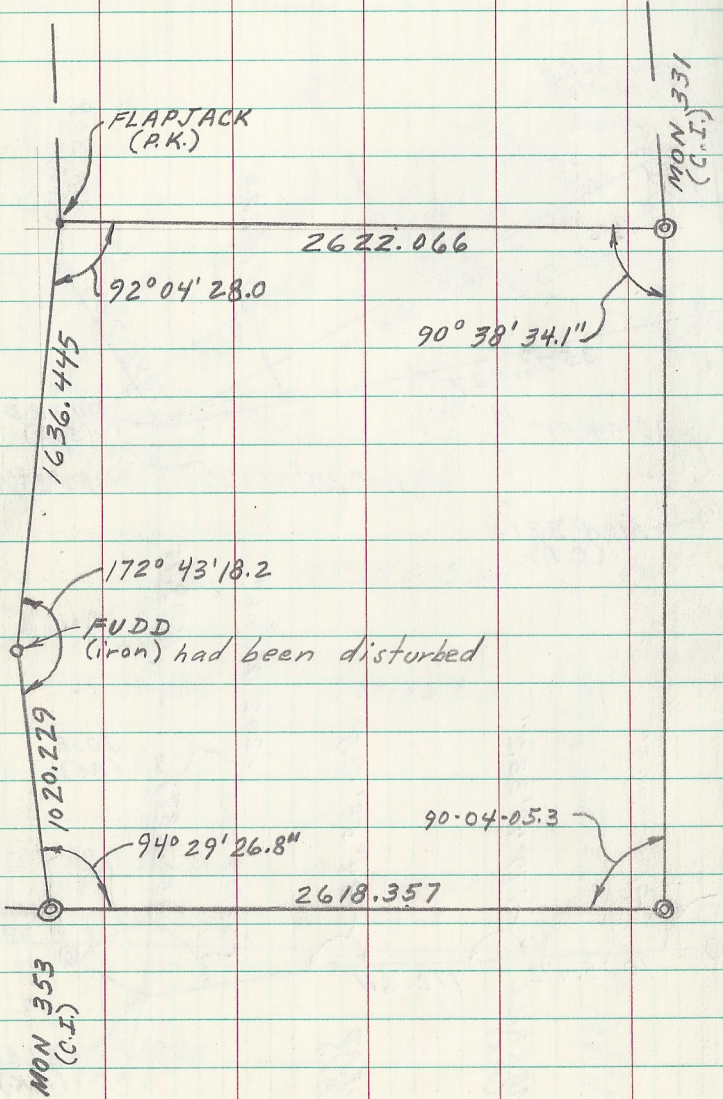 FLAPJACK
(P.K.)
MON 331
(C.I.)
2622.066
92°04'28.0
90° 38' 34.1"
1636.445
172° 43'18.2
FUDD
(iron) had been disturbed
1020.229
94° 29' 26.8"
90-04-05.3
2618.357
MON 353
(C.I.)